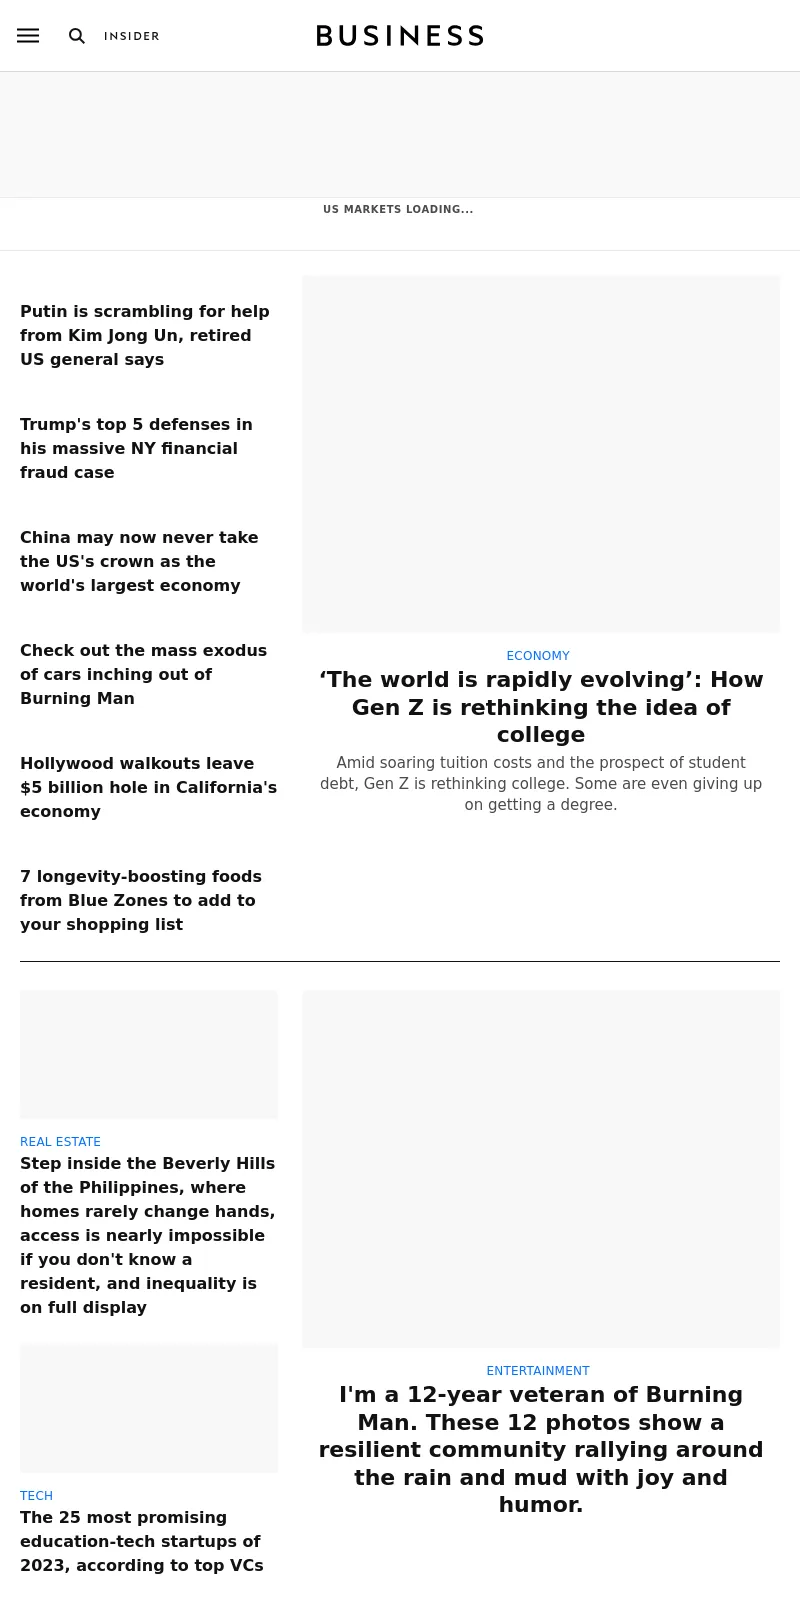 INSIDER
BUSINESS
US MARKETS LOADING...
Putin is scrambling for help
from Kim Jong Un, retired
US general says
Trump's top 5 defenses in
his massive NY financial
fraud case
China may now never take
the US's crown as the
world's largest economy
Check out the mass exodus
of cars inching out of
Burning Man
Hollywood walkouts leave
$5 billion hole in California's
economy
7 longevity-boosting foods
from Blue Zones to add to
your shopping list
ECONOMY
‘The world is rapidly evolving’: How
Gen Z is rethinking the idea of
college
Amid soaring tuition costs and the prospect of student
debt, Gen Z is rethinking college. Some are even giving up
on getting a degree.
REAL ESTATE
Step inside the Beverly Hills
of the Philippines, where
homes rarely change hands,
access is nearly impossible
if you don't know a
resident, and inequality is
on full display
TECH
The 25 most promising
education-tech startups of
2023, according to top VCs
ENTERTAINMENT
I'm a 12-year veteran of Burning
Man. These 12 photos show a
resilient community rallying around
the rain and mud with joy and
humor.